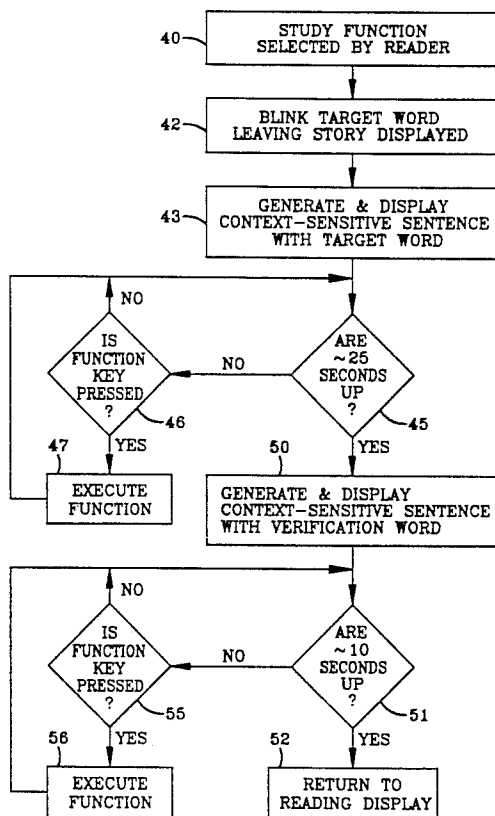 40
STUDY FUNCTION
SELECTED BY READER
42
BLINK TARGET WORD
LEAVING STORY DISPLAYED
43
GENERATE & DISPLAY
CONTEXT-SENSITIVE SENTENCE
WITH TARGET WORD
NO
IS
FUNCTION
KEY
PRESSED
?
46
NO
ARE
~25
SECONDS
UP
?
45
YES
YES
47
EXECUTE
FUNCTION
50
GENERATE & DISPLAY
CONTEXT-SENSITIVE SENTENCE
WITH VERIFICATION WORD
NO
IS
FUNCTION
KEY
PRESSED
?
55
NO
ARE
~10
SECONDS
UP
?
51
YES
YES
56
EXECUTE
FUNCTION
52
RETURN TO
READING DISPLAY